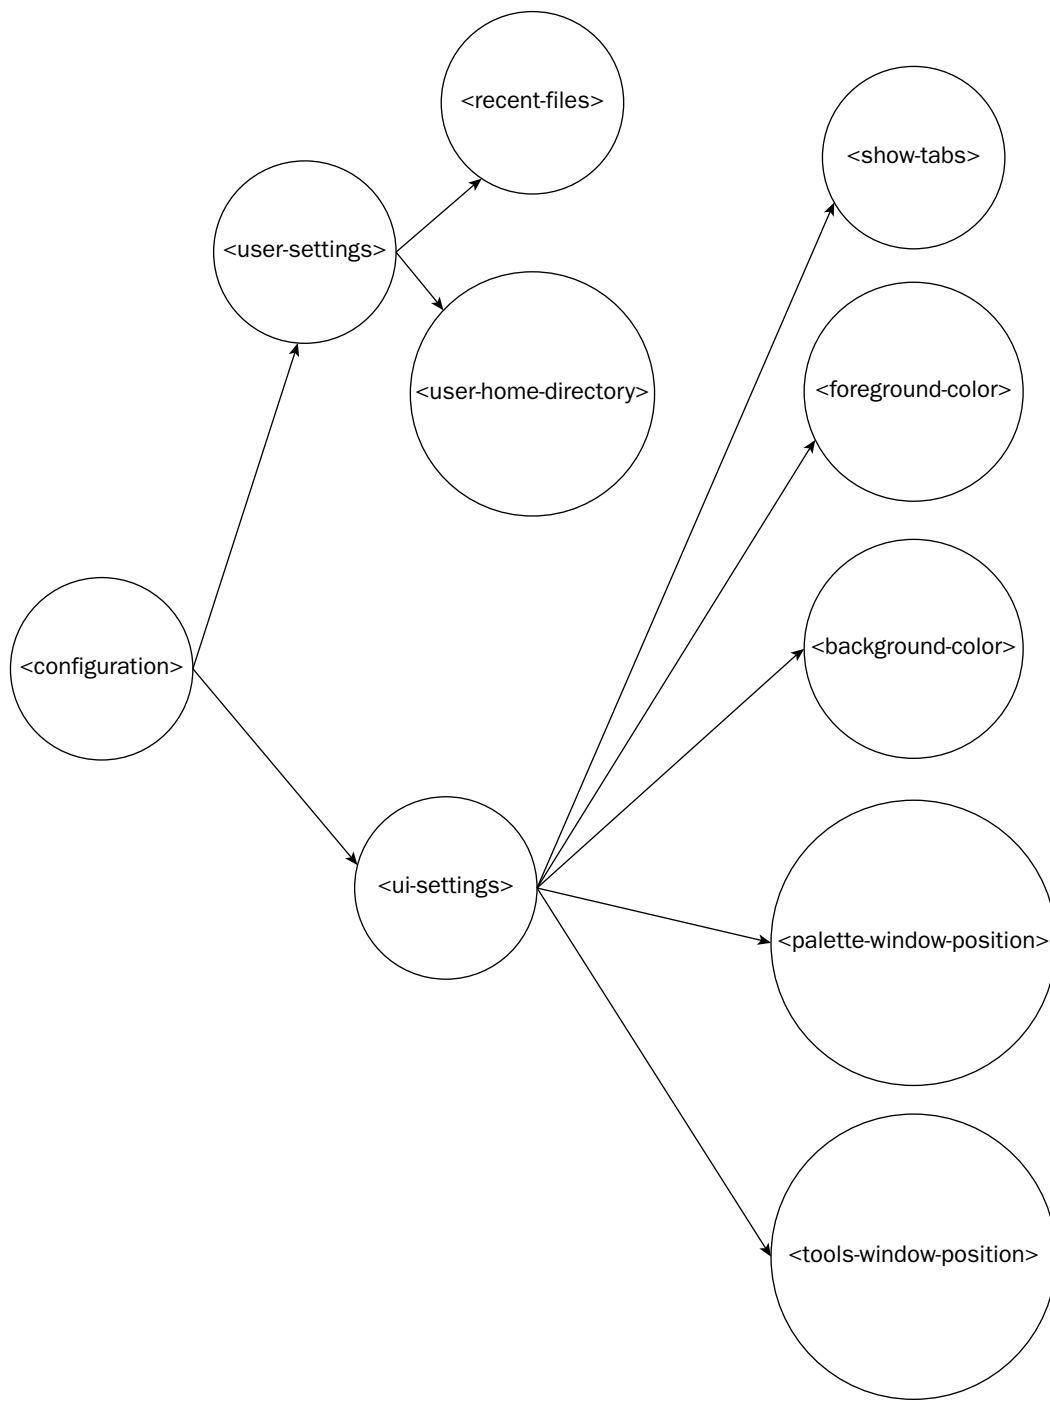 <recent-files>
<show-tabs>
<user-settings>
<foreground-color>
<user-home-directory>
<background-color>
<configuration>
<ui-settings>
<palette-window-position>
<tools-window-position>